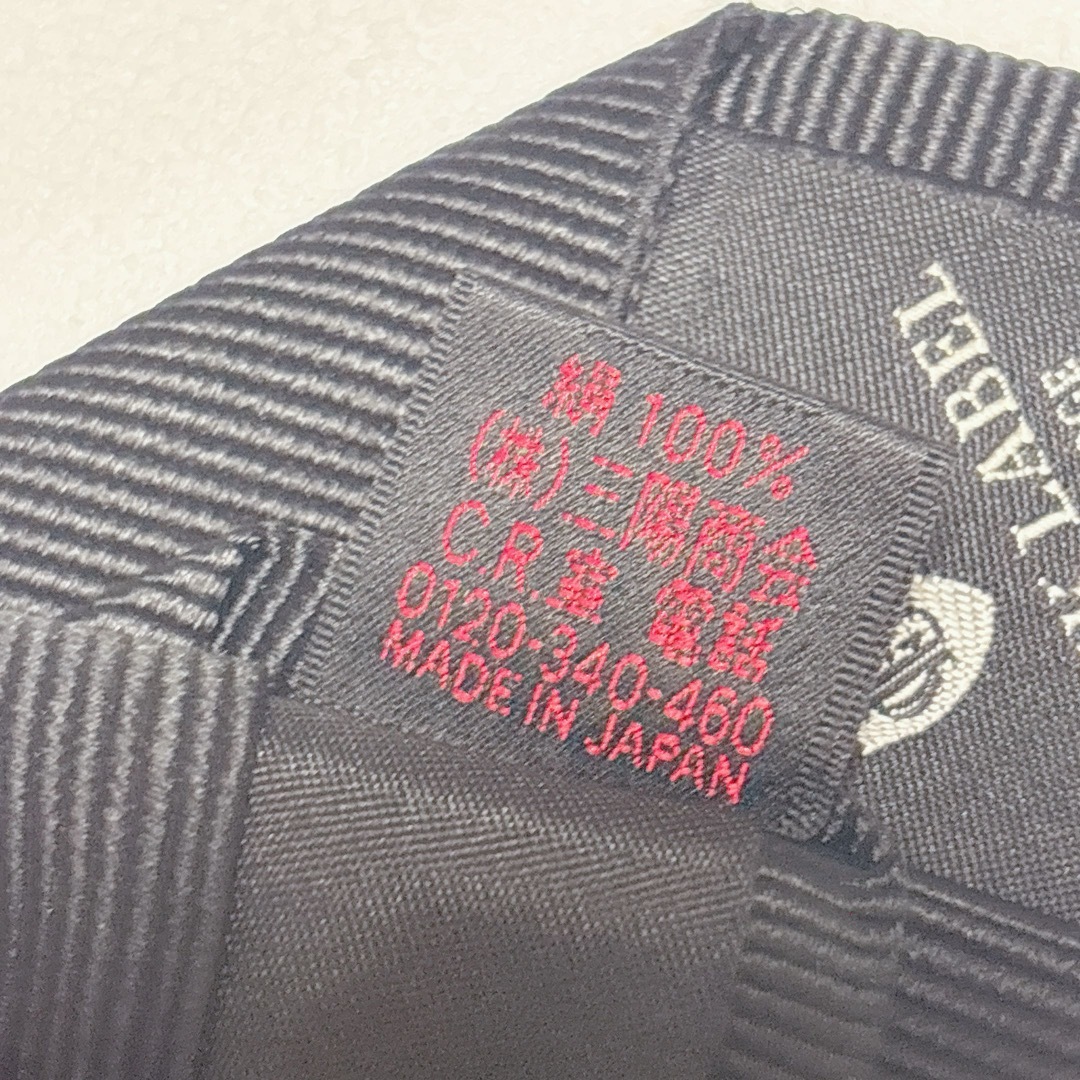 絹 100%
(株)三陽商会
C.R.室 電話
0120-340-460
MADE IN JAPAN
LABEL